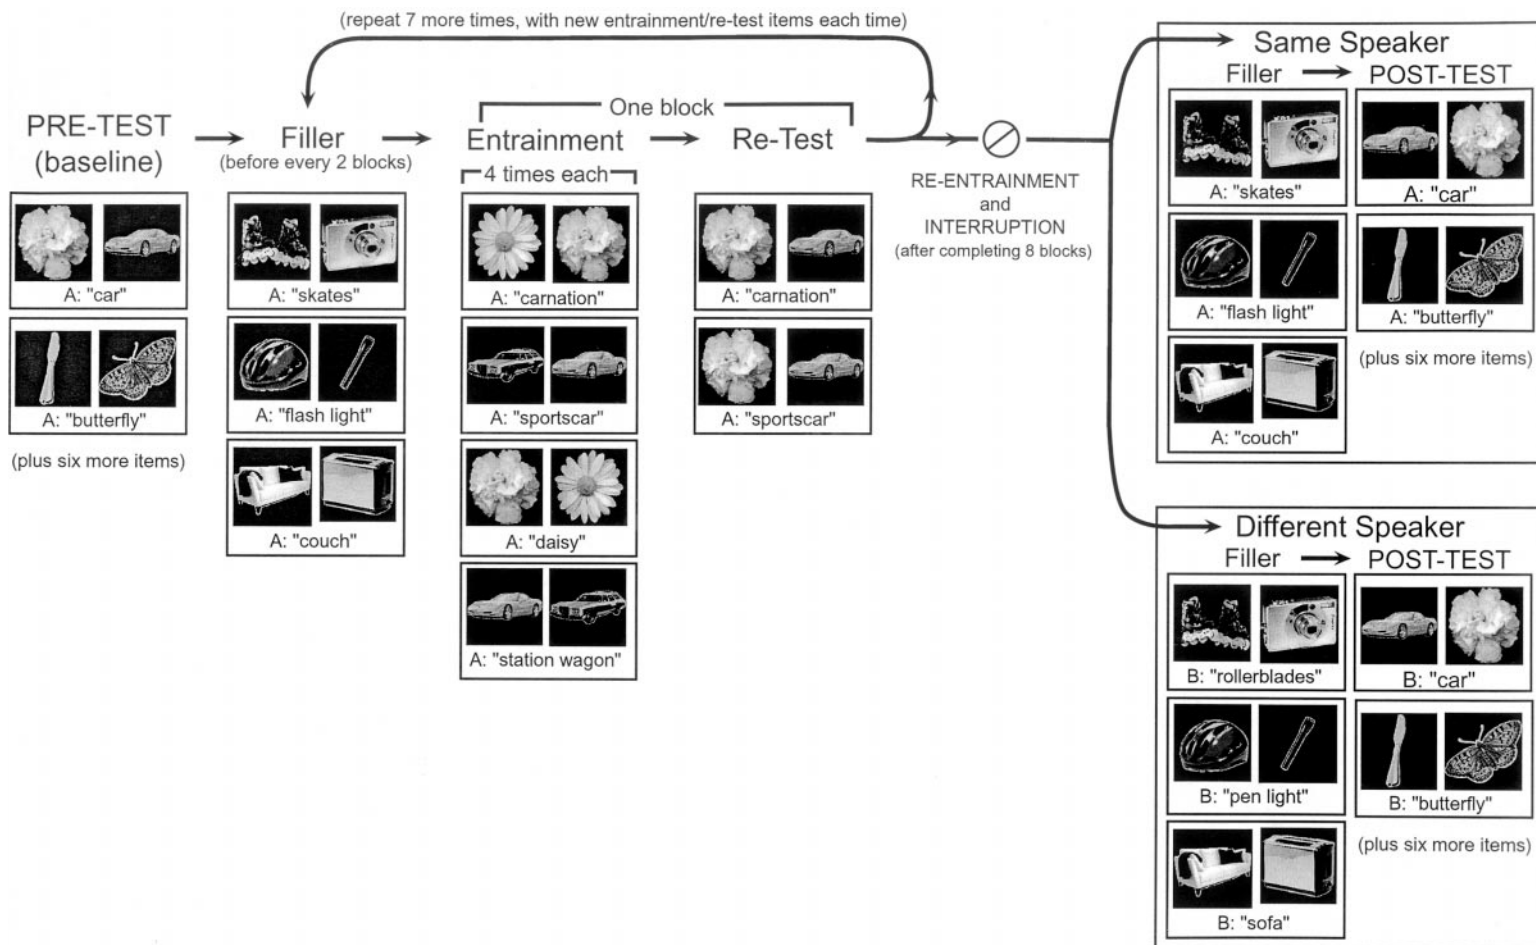 (repeat 7 more times, with new entrainment/re-test items each time)
PRE-TEST
(baseline)
A: "car"
A: "butterfly"
(plus six more items)
Filler
(before every 2 blocks)
A: "skates"
A: "flash light"
A: "couch"
One block
Entrainment
4 times each
A: "carnation"
A: "sportscar"
A: "daisy"
A: "station wagon"
Re-Test
A: "carnation"
A: "sportscar"
RE-ENTRAINMENT
and
INTERRUPTION
(after completing 8 blocks)
Same Speaker
Filler
POST-TEST
A: "skates"
A: "car"
A: "flash light"
A: "butterfly"
A: "couch"
(plus six more items)
Different Speaker
Filler
POST-TEST
B: "rollerblades"
B: "car"
B: "pen light"
B: "butterfly"
B: "sofa"
(plus six more items)